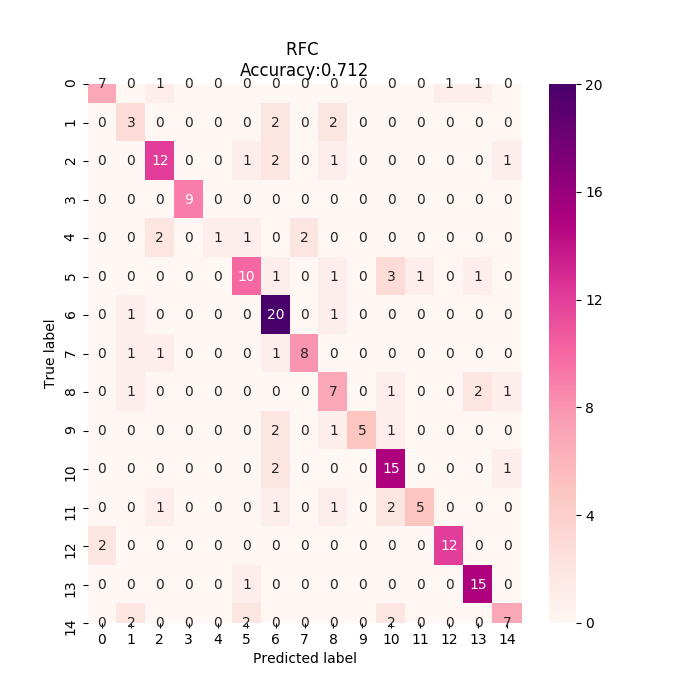 RFC
Accuracy:0.712
0 7 0 1 0 0 0 0 0 0 0 0 0 1 1 0
1 0 3 0 0 0 0 2 0 2 0 0 0 0 0 0
2 0 0 12 0 0 1 2 0 1 0 0 0 0 0 1
3 0 0 0 9 0 0 0 0 0 0 0 0 0 0 0
4 0 0 2 0 1 1 0 2 0 0 0 0 0 0 0
5 0 0 0 0 0 10 1 0 1 0 3 1 0 1 0
6 0 1 0 0 0 0 20 0 1 0 0 0 0 0 0
7 0 1 1 0 0 0 1 8 0 0 0 0 0 0 0
8 0 1 0 0 0 0 0 0 7 0 1 0 0 2 1
9 0 0 0 0 0 0 2 0 1 5 1 0 0 0 0
10 0 0 0 0 0 0 2 0 0 0 15 0 0 0 1
11 0 0 1 0 0 0 1 0 1 0 2 5 0 0 0
12 2 0 0 0 0 0 0 0 0 0 0 0 12 0 0
13 0 0 0 0 0 1 0 0 0 0 0 0 0 15 0
14 0 2 0 0 0 2 0 0 0 0 2 0 0 0 7
0 1 2 3 4 5 6 7 8 9 10 11 12 13 14
Predicted label
True label
20
16
12
8
4
0